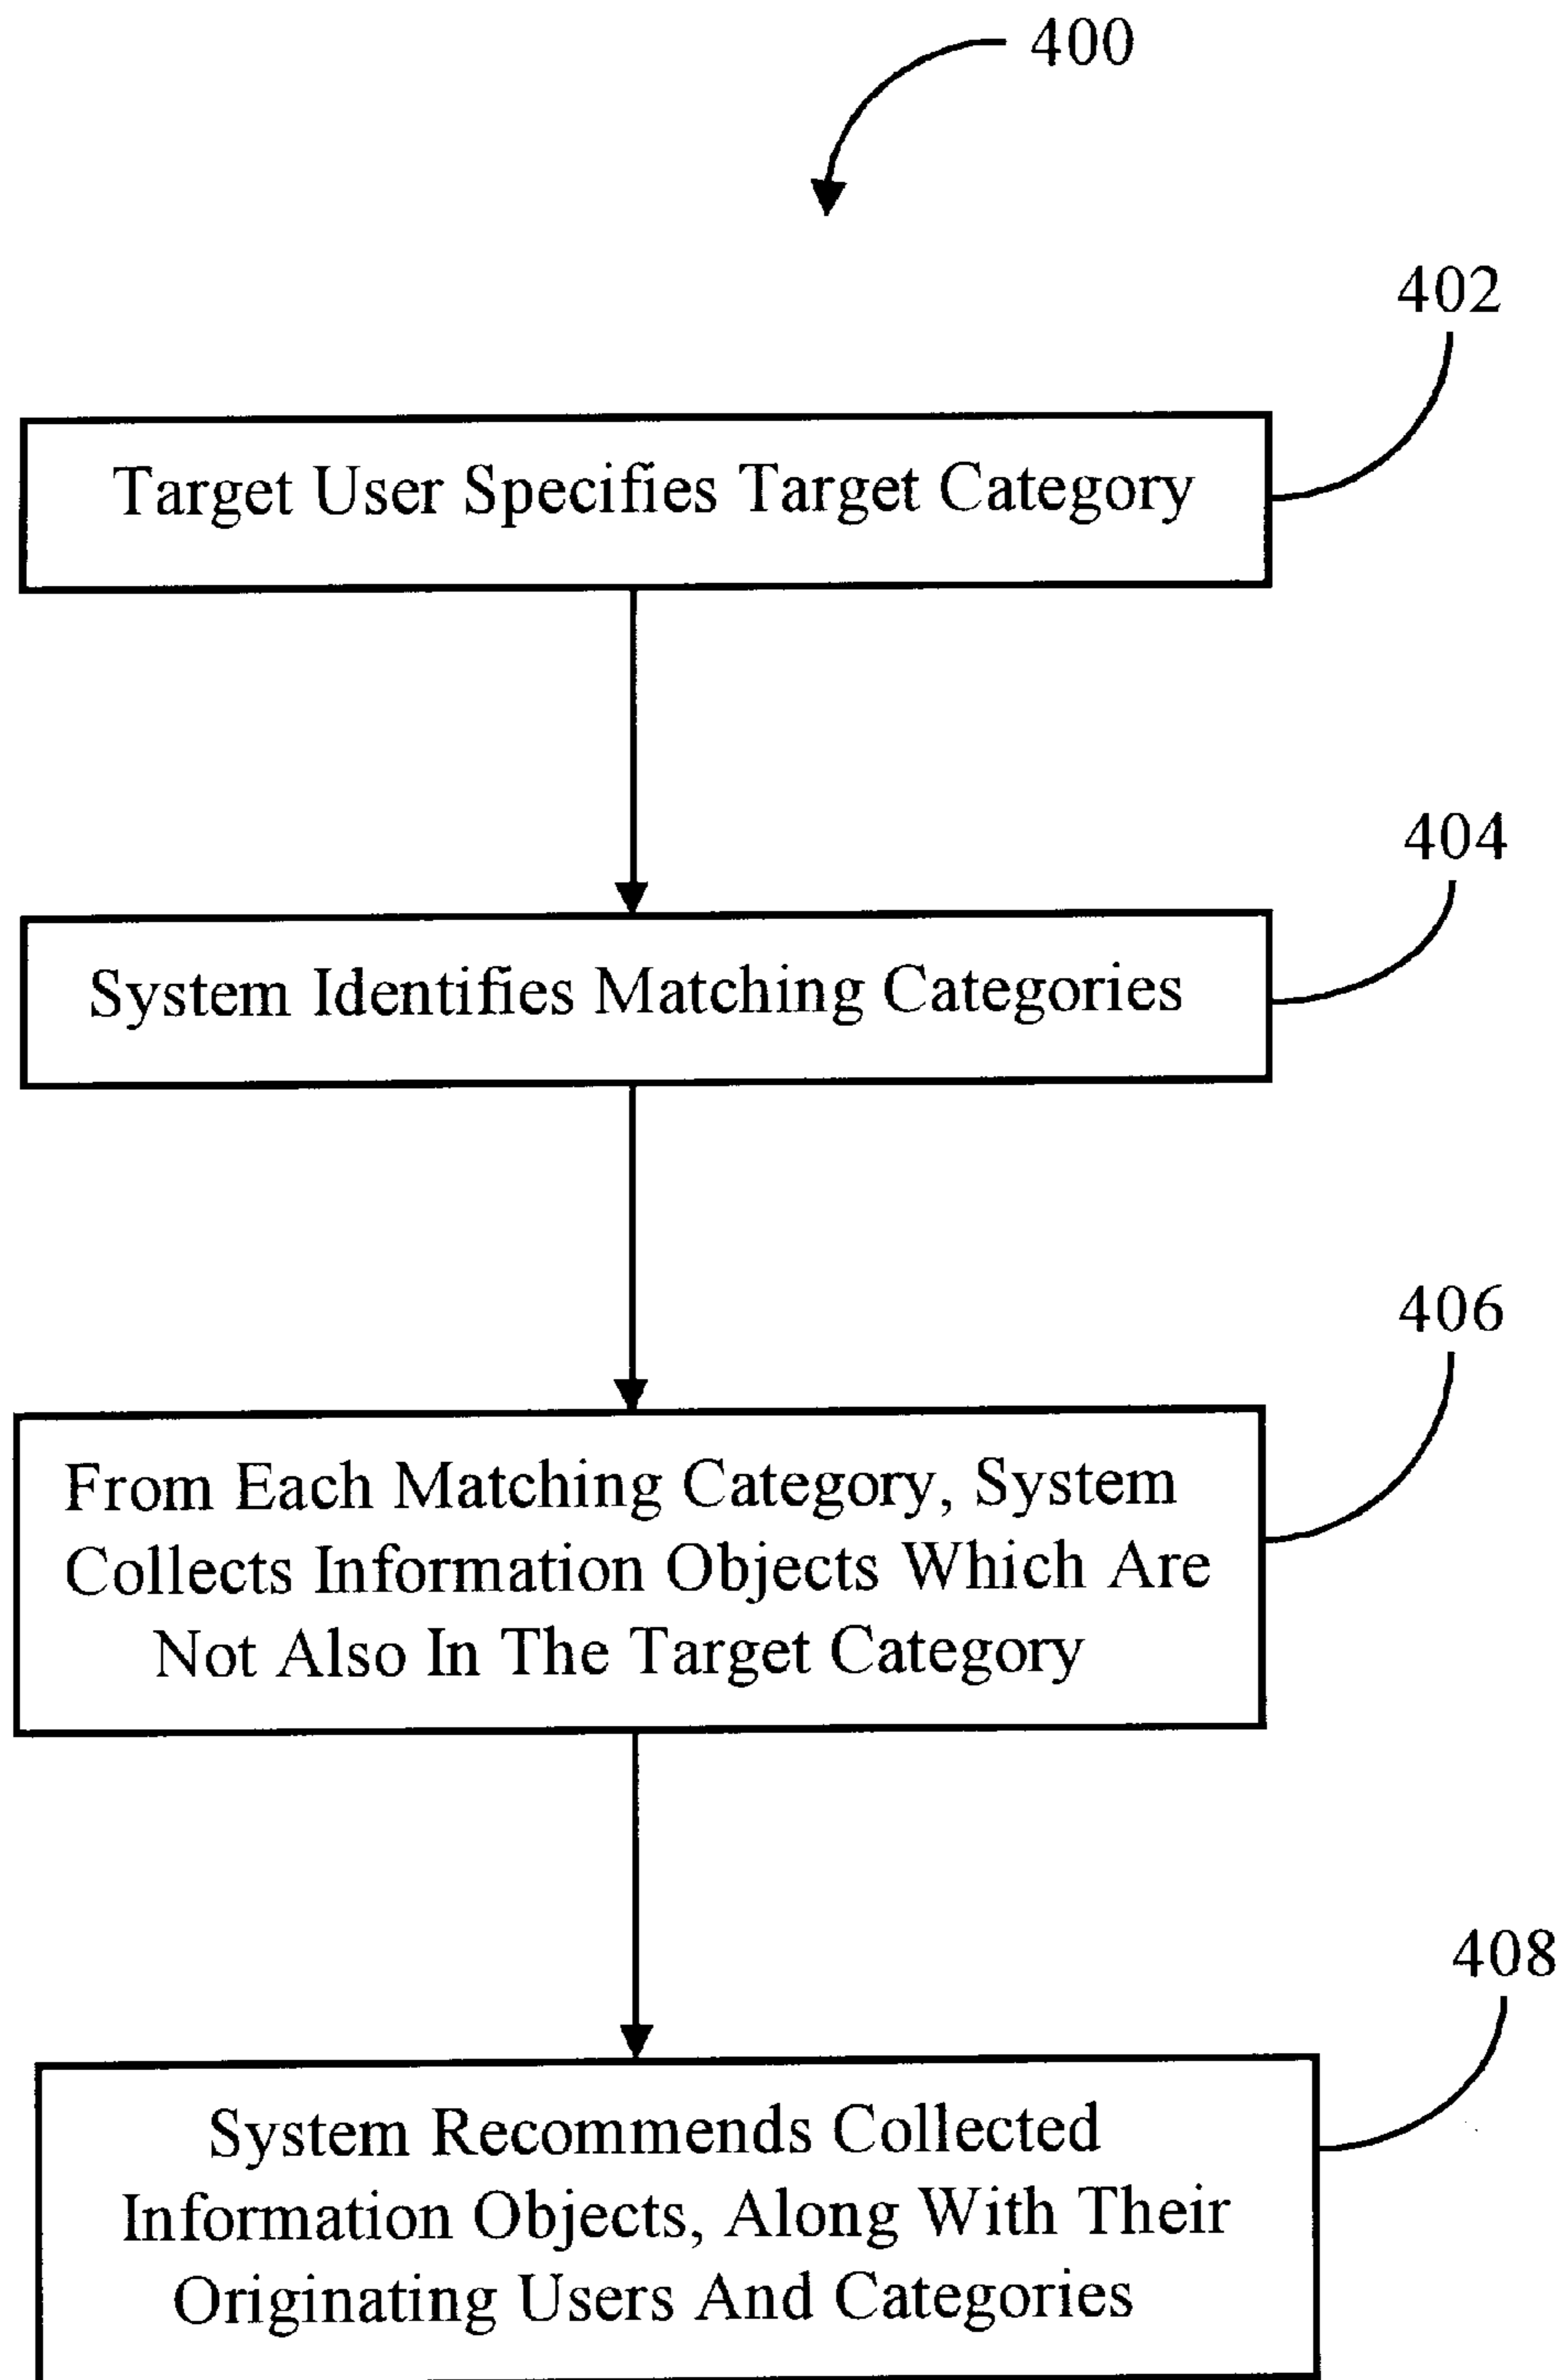 400
402
Target User Specifies Target Category
404
System Identifies Matching Categories
406
From Each Matching Category, System
Collects Information Objects Which Are
Not Also In The Target Category
408
System Recommends Collected
Information Objects, Along With Their
Originating Users And Categories